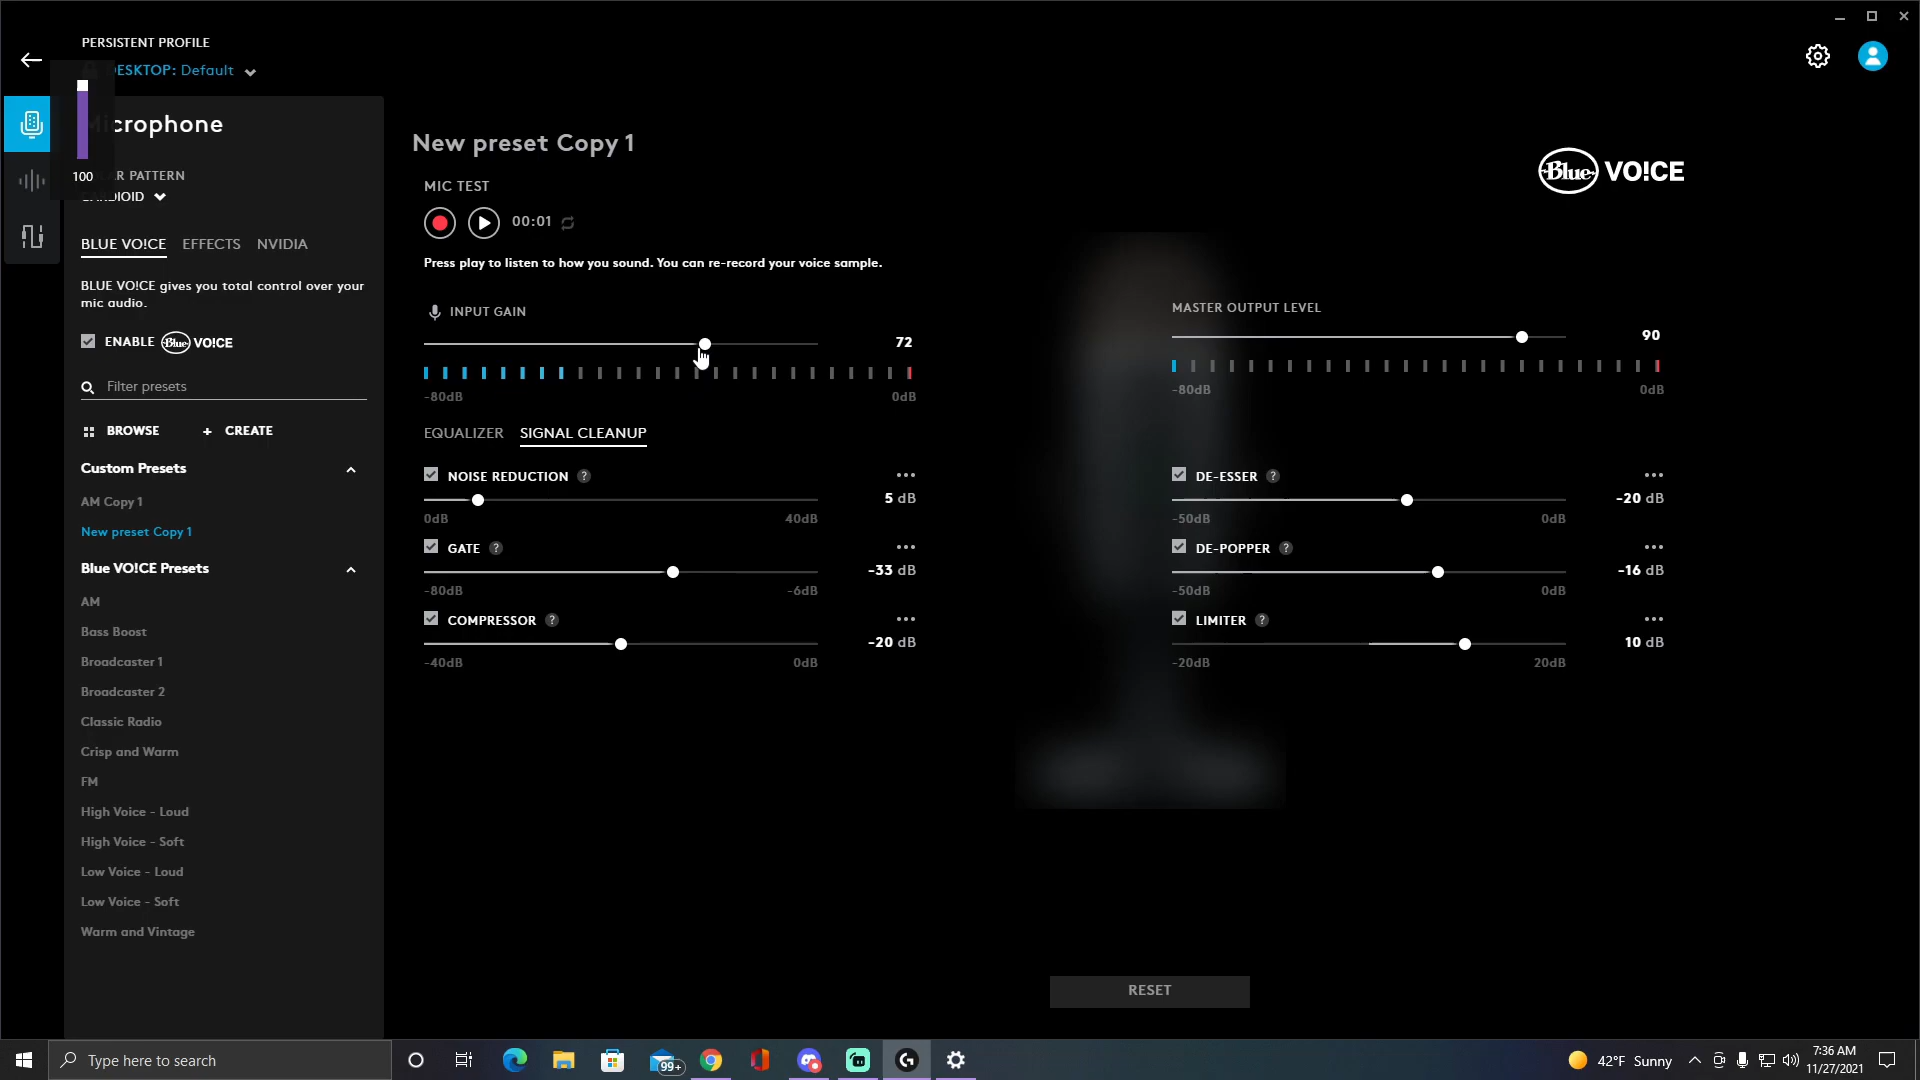 PERSISTENT PROFILE
DESKTOP: Default
Microphone
100
POLAR PATTERN
CARDIOID
BLUE VO!CE EFFECTS NVIDIA
BLUE VO!CE gives you total control over your
mic audio.
ENABLE Blue VO!CE
Filter presets
BROWSE + CREATE
Custom Presets
AM Copy 1
New preset Copy 1
Blue VO!CE Presets
AM
Bass Boost
Broadcaster 1
Broadcaster 2
Classic Radio
Crisp and Warm
FM
High Voice - Loud
High Voice - Soft
Low Voice - Loud
Low Voice - Soft
Warm and Vintage
New preset Copy 1
Blue VO!CE
MIC TEST
00:01
Press play to listen to how you sound. You can re-record your voice sample.
INPUT GAIN
72
-80dB 0dB
MASTER OUTPUT LEVEL
90
-80dB 0dB
EQUALIZER SIGNAL CLEANUP
NOISE REDUCTION ?
5 dB
0dB 40dB
GATE ?
-33 dB
-80dB -6dB
COMPRESSOR ?
-20 dB
-40dB 0dB
DE-ESSER ?
-20 dB
-50dB 0dB
DE-POPPER ?
-16 dB
-50dB 0dB
LIMITER ?
10 dB
-20dB 20dB
RESET
Type here to search
99+
42°F Sunny
7:36 AM
11/27/2021